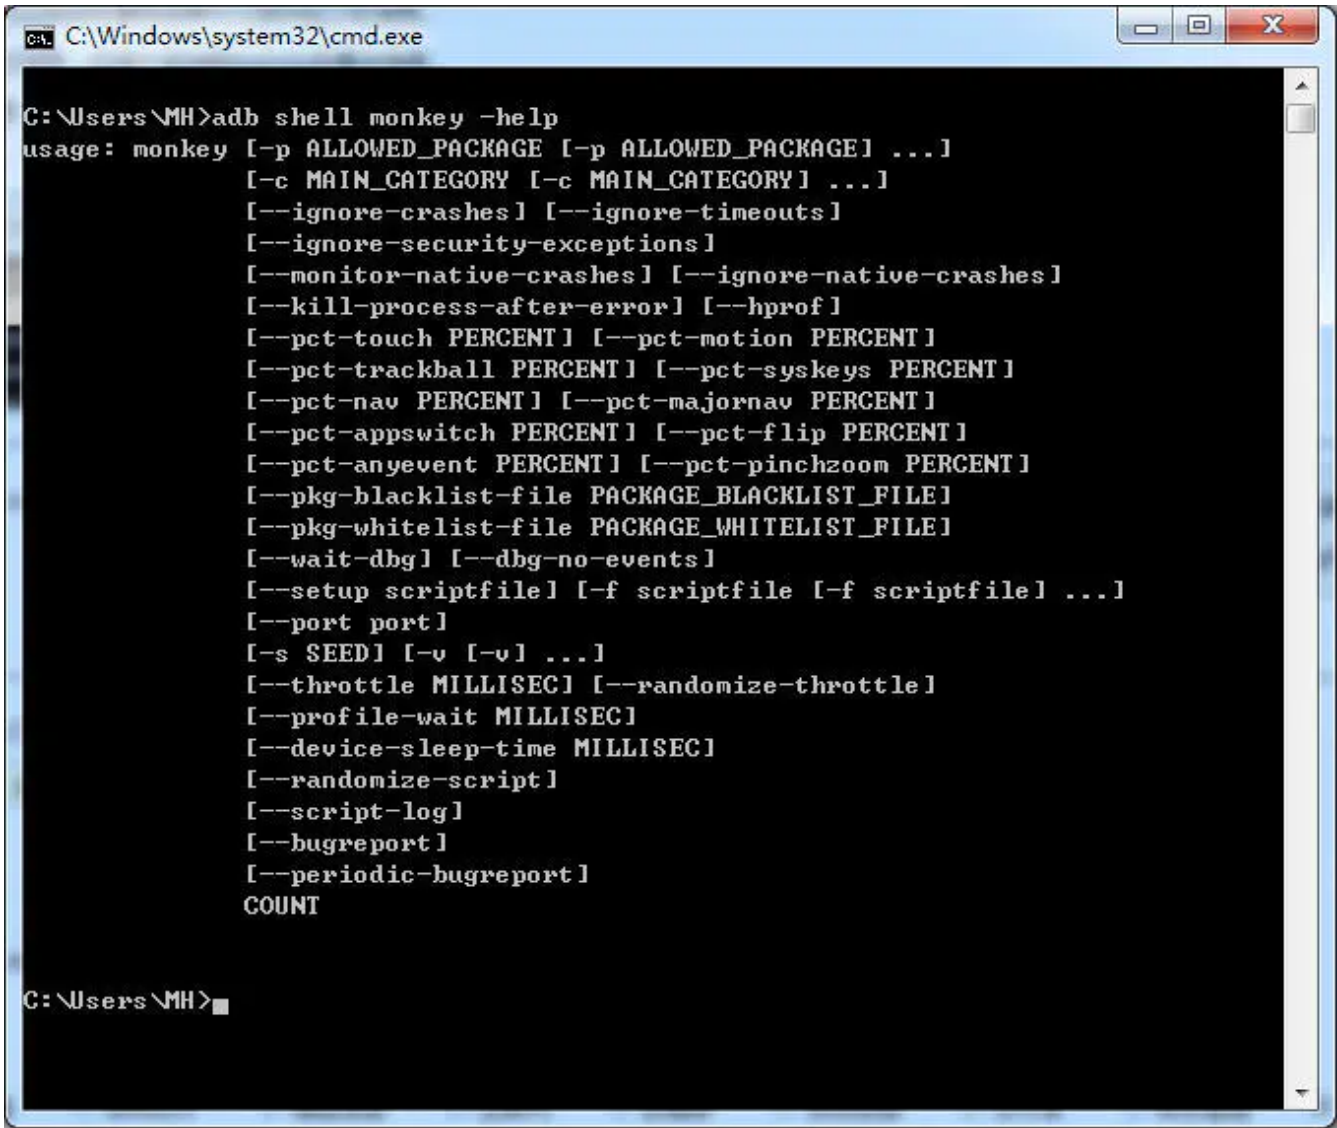 C:\Windows\system32\cmd.exe
C:\Users\MH>adb shell monkey -help
usage: monkey [-p ALLOWED_PACKAGE [-p ALLOWED_PACKAGE] ...]
[-c MAIN_CATEGORY [-c MAIN_CATEGORY] ...]
[--ignore-crashes] [--ignore-timeouts]
[--ignore-security-exceptions]
[--monitor-native-crashes] [--ignore-native-crashes]
[--kill-process-after-error] [--hprof]
[--pct-touch PERCENT] [--pct-motion PERCENT]
[--pct-trackball PERCENT] [--pct-syskeys PERCENT]
[--pct-nav PERCENT] [--pct-majornav PERCENT]
[--pct-appswitch PERCENT] [--pct-flip PERCENT]
[--pct-anyevent PERCENT] [--pct-pinchzoom PERCENT]
[--pkg-blacklist-file PACKAGE_BLACKLIST_FILE]
[--pkg-whitelist-file PACKAGE_WHITELIST_FILE]
[--wait-dbg] [--dbg-no-events]
[--setup scriptfile] [-f scriptfile [-f scriptfile] ...]
[--port port]
[-s SEED] [-v [-v] ...]
[--throttle MILLISEC] [--randomize-throttle]
[--profile-wait MILLISEC]
[--device-sleep-time MILLISEC]
[--randomize-script]
[--script-log]
[--bugreport]
[--periodic-bugreport]
COUNT
C:\Users\MH>